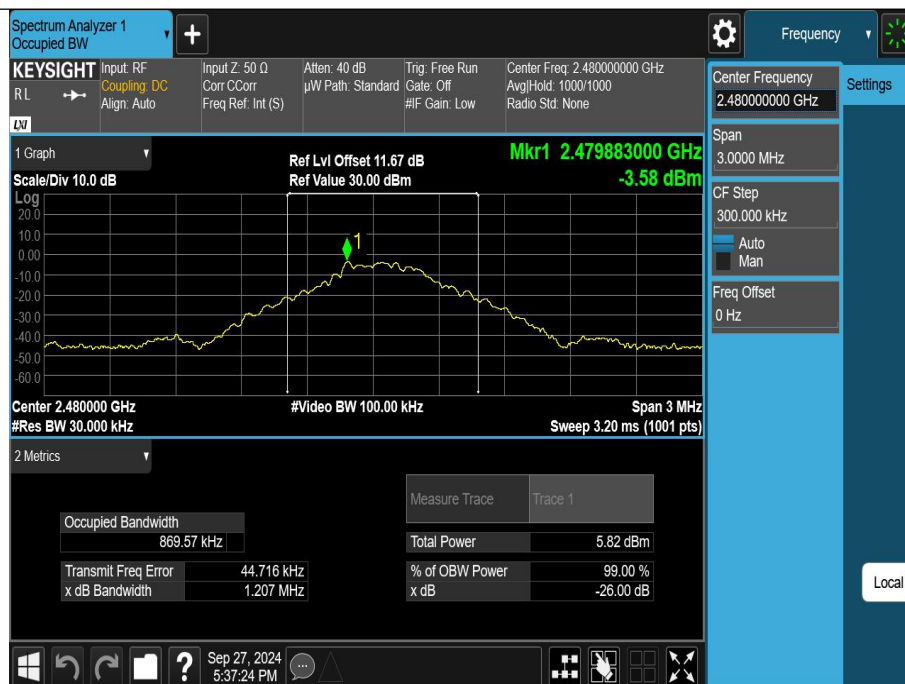 Spectrum Analyzer 1
Occupied BW
Frequency
KEYSIGHT
RL
LXI
Input: RF
Coupling: DC
Align: Auto
Input Z: 50 Ω
Corr CCorr
Freq Ref: Int (S)
Atten: 40 dB
µW Path: Standard
Trig: Free Run
Gate: Off
#IF Gain: Low
Center Freq: 2.480000000 GHz
Avg|Hold: 1000/1000
Radio Std: None
Center Frequency
2.480000000 GHz
Settings
Span
3.0000 MHz
CF Step
300.000 kHz
Auto
Man
Freq Offset
0 Hz
Local
1 Graph
Scale/Div 10.0 dB
Ref Lvl Offset 11.67 dB
Ref Value 30.00 dBm
Mkr1 2.479883000 GHz
-3.58 dBm
Log
20.0
10.0
0.00
-10.0
-20.0
-30.0
-40.0
-50.0
-60.0
1
Center 2.480000 GHz
#Res BW 30.000 kHz
#Video BW 100.00 kHz
Span 3 MHz
Sweep 3.20 ms (1001 pts)
2 Metrics
Measure Trace Trace 1
Occupied Bandwidth
869.57 kHz
Total Power 5.82 dBm
Transmit Freq Error 44.716 kHz
% of OBW Power 99.00 %
x dB Bandwidth 1.207 MHz
x dB -26.00 dB
Sep 27, 2024
5:37:24 PM